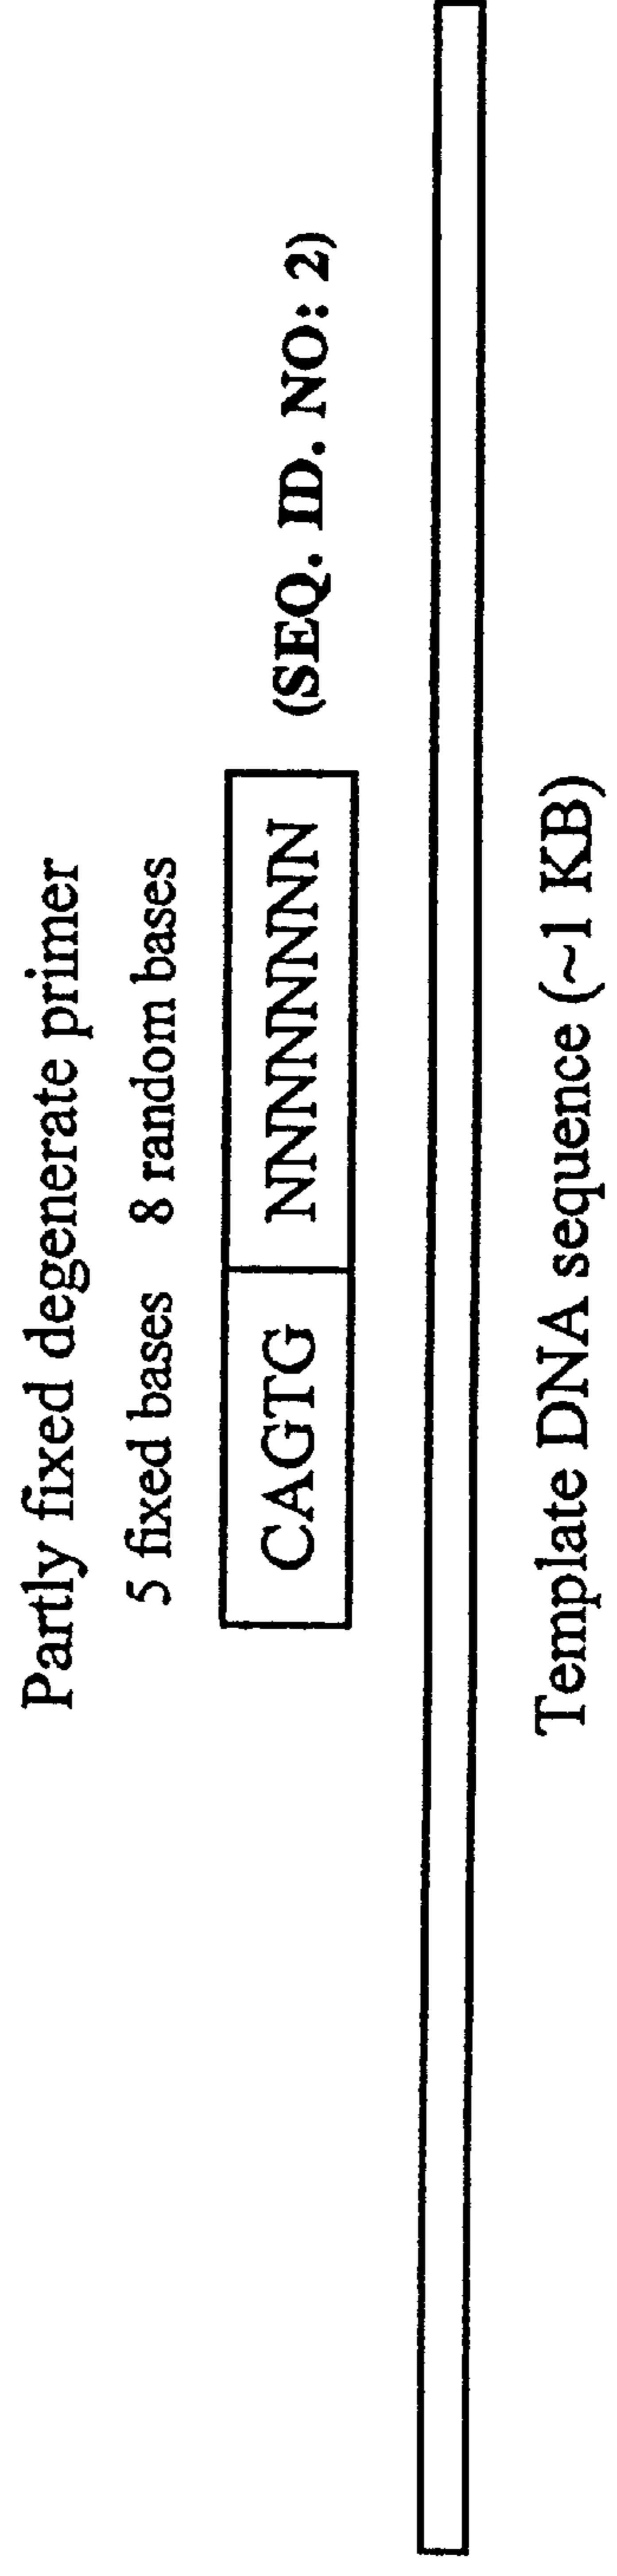 Partly fixed degenerate primer
5 fixed bases 8 random bases
CAGTG NNNNNNNN (SEQ. ID. NO: 2)
Template DNA sequence (~1 KB)